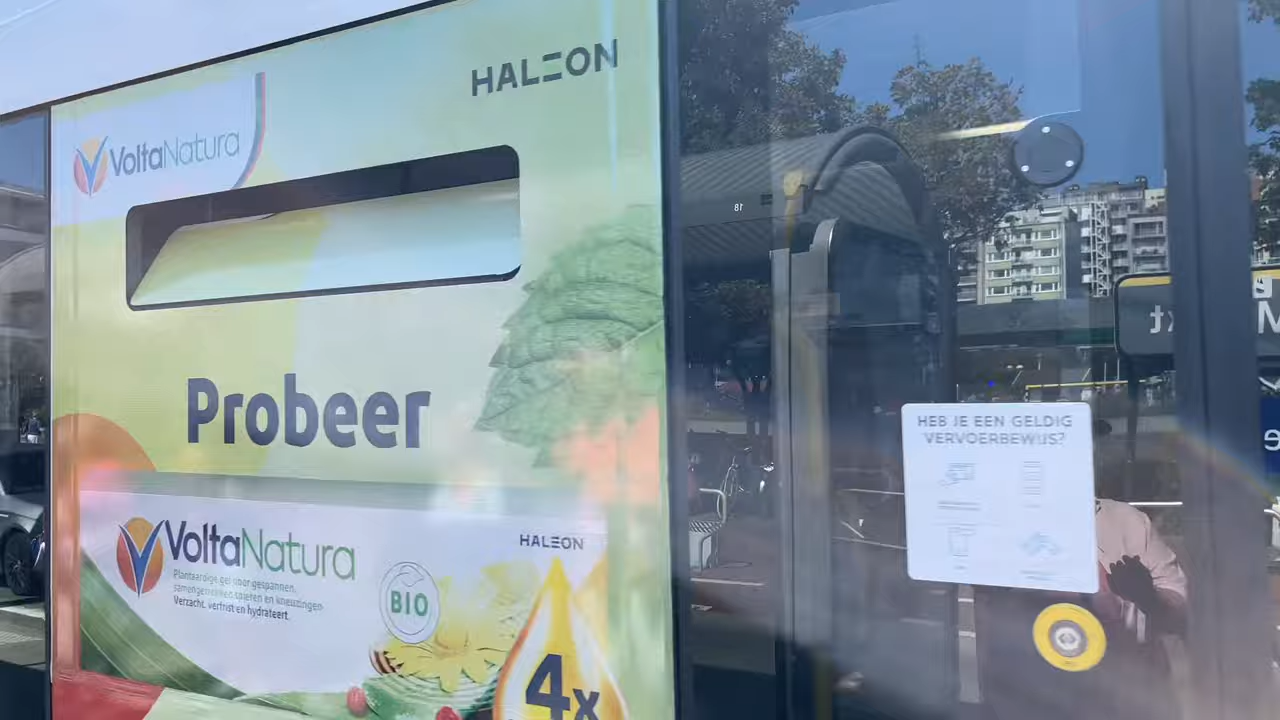 HALEON
VoltaNatura
Probeer
VoltaNatura
HALEON
Plantaardige gel voor gespannen,
samengetrokken spieren en kneuzingen.
Verzacht, verfrist en hydrateert.
BIO
4x
18
HEB JE EEN GELDIG
VERVOERBEWIJS?